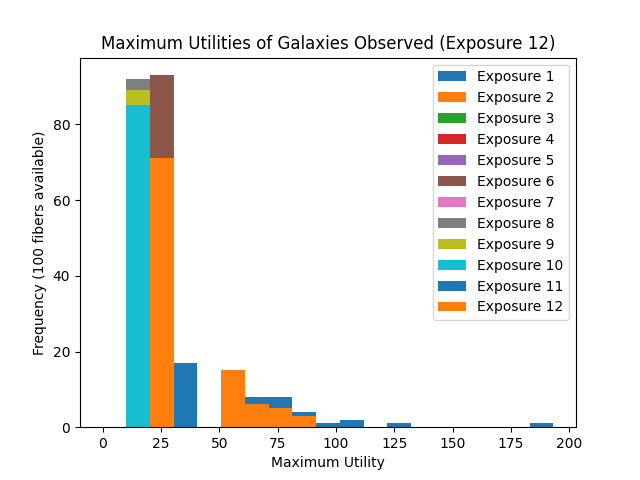 Maximum Utilities of Galaxies Observed (Exposure 12)
Frequency (100 fibers available)
80
60
40
20
0
0 25 50 75 100 125 150 175 200
Maximum Utility
Exposure 1
Exposure 2
Exposure 3
Exposure 4
Exposure 5
Exposure 6
Exposure 7
Exposure 8
Exposure 9
Exposure 10
Exposure 11
Exposure 12